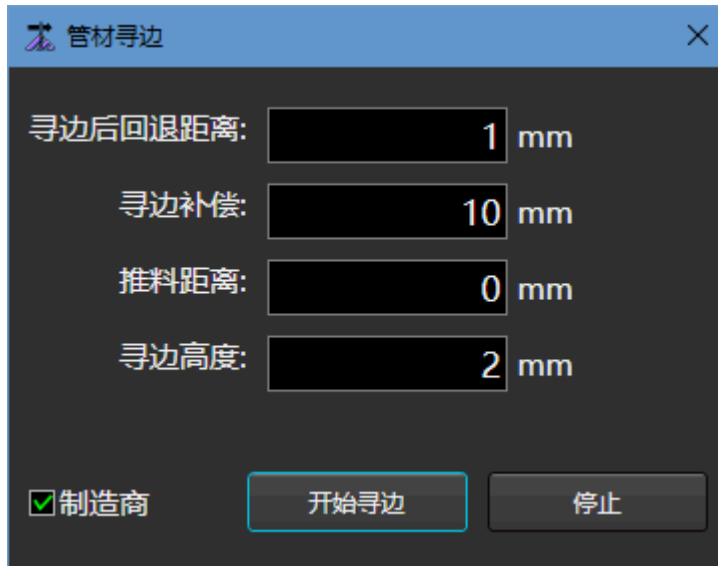 管材寻边
寻边后回退距离: 1 mm
寻边补偿: 10 mm
推料距离: 0 mm
寻边高度: 2 mm
制造商 开始寻边 停止